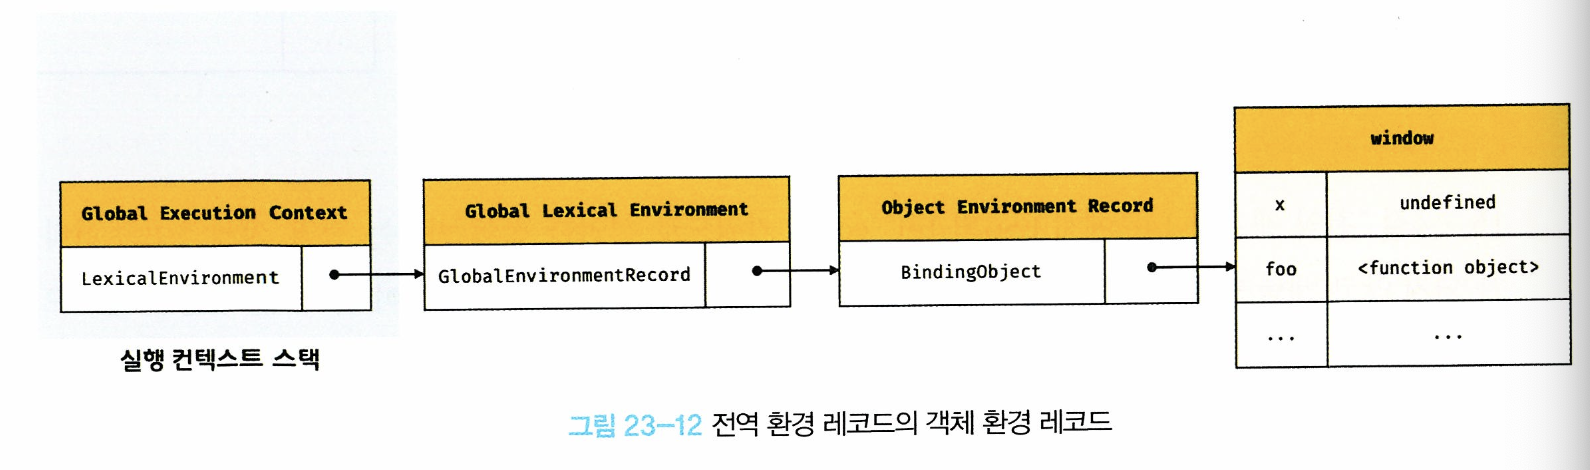 Global Execution Context
LexicalEnvironment
실행 컨텍스트 스택
Global Lexical Environment
GlobalEnvironmentRecord
Object Environment Record
BindingObject
window
x undefined
foo <function object>
... ...
그림 23-12 전역 환경 레코드의 객체 환경 레코드